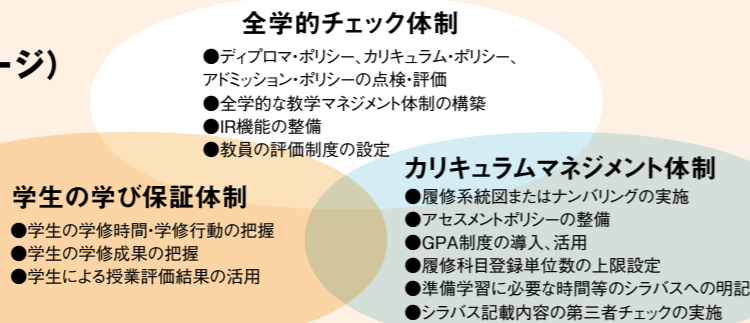 ージ）
全学的チェック体制
●ディプロマ・ポリシー、カリキュラム・ポリシー、
アドミッション・ポリシーの点検・評価
●全学的な教学マネジメント体制の構築
●IR機能の整備
●教員の評価制度の設定
学生の学び保証体制
●学生の学修時間・学修行動の把握
●学生の学修成果の把握
●学生による授業評価結果の活用
カリキュラムマネジメント体制
●履修系統図またはナンバリングの実施
●アセスメントポリシーの整備
●GPA制度の導入、活用
●履修科目登録単位数の上限設定
●準備学習に必要な時間等のシラバスへの明記
●シラバス記載内容の第三者チェックの実施